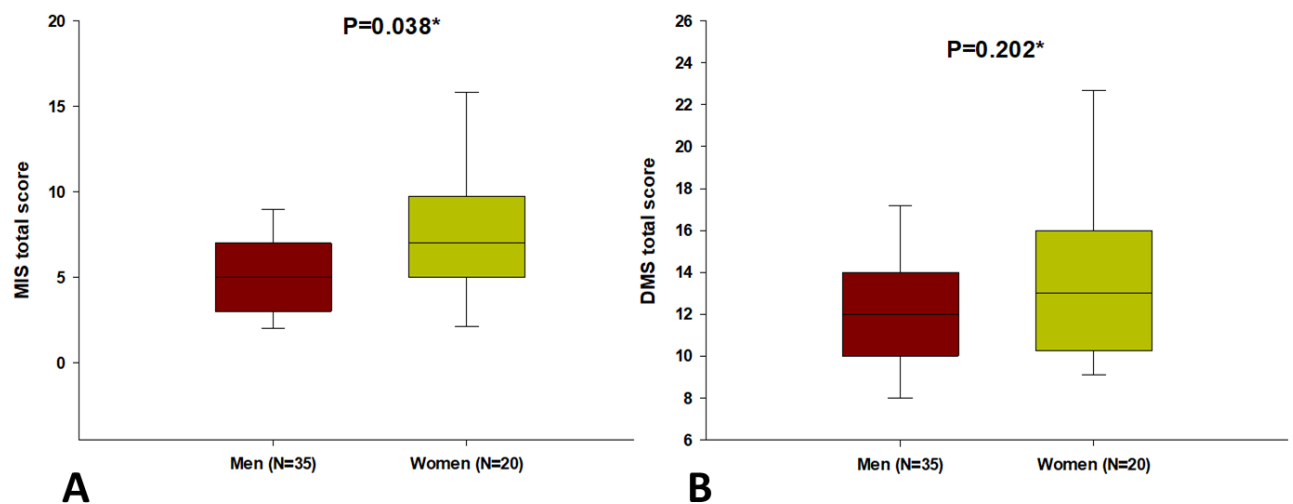 P=0.038*
20
15
10
5
0
MIS total score
Men (N=35)
Women (N=20)
A
P=0.202*
26
24
22
20
18
16
14
12
10
8
6
DMS total score
Men (N=35)
Women (N=20)
B